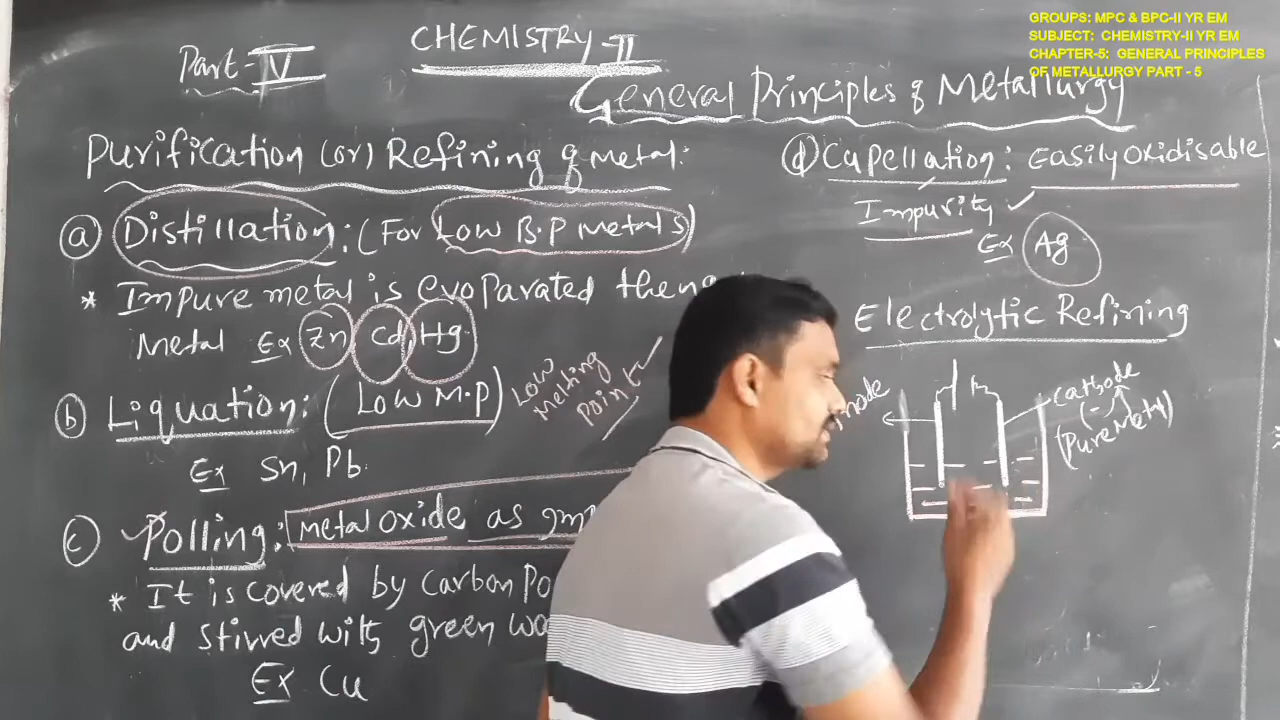 GROUPS: MPC & BPC-II YR EM
SUBJECT: CHEMISTRY-II YR EM
CHAPTER-5: GENERAL PRINCIPLES
OF METALLURGY PART - 5
Part-V
CHEMISTRY-II
General Principles of Metallurgy
Purification (or) Refining of metal:
(a) Distillation: (For Low B.P metals)
* Impure metal is evoparated then
Metal Ex Zn, Cd, Hg.
(b) Liquation: (Low M.p)
Low
Melting
Point
Ex Sn, Pb.
(c) Polling: metal oxide as
* It is covered by carbon
and stirred with green
Ex Cu
(d) Cupellation: Easily oxidisable
Impurity
Ex Ag
Electrolytic Refining
Cathode
(-)
(Pure Metal)